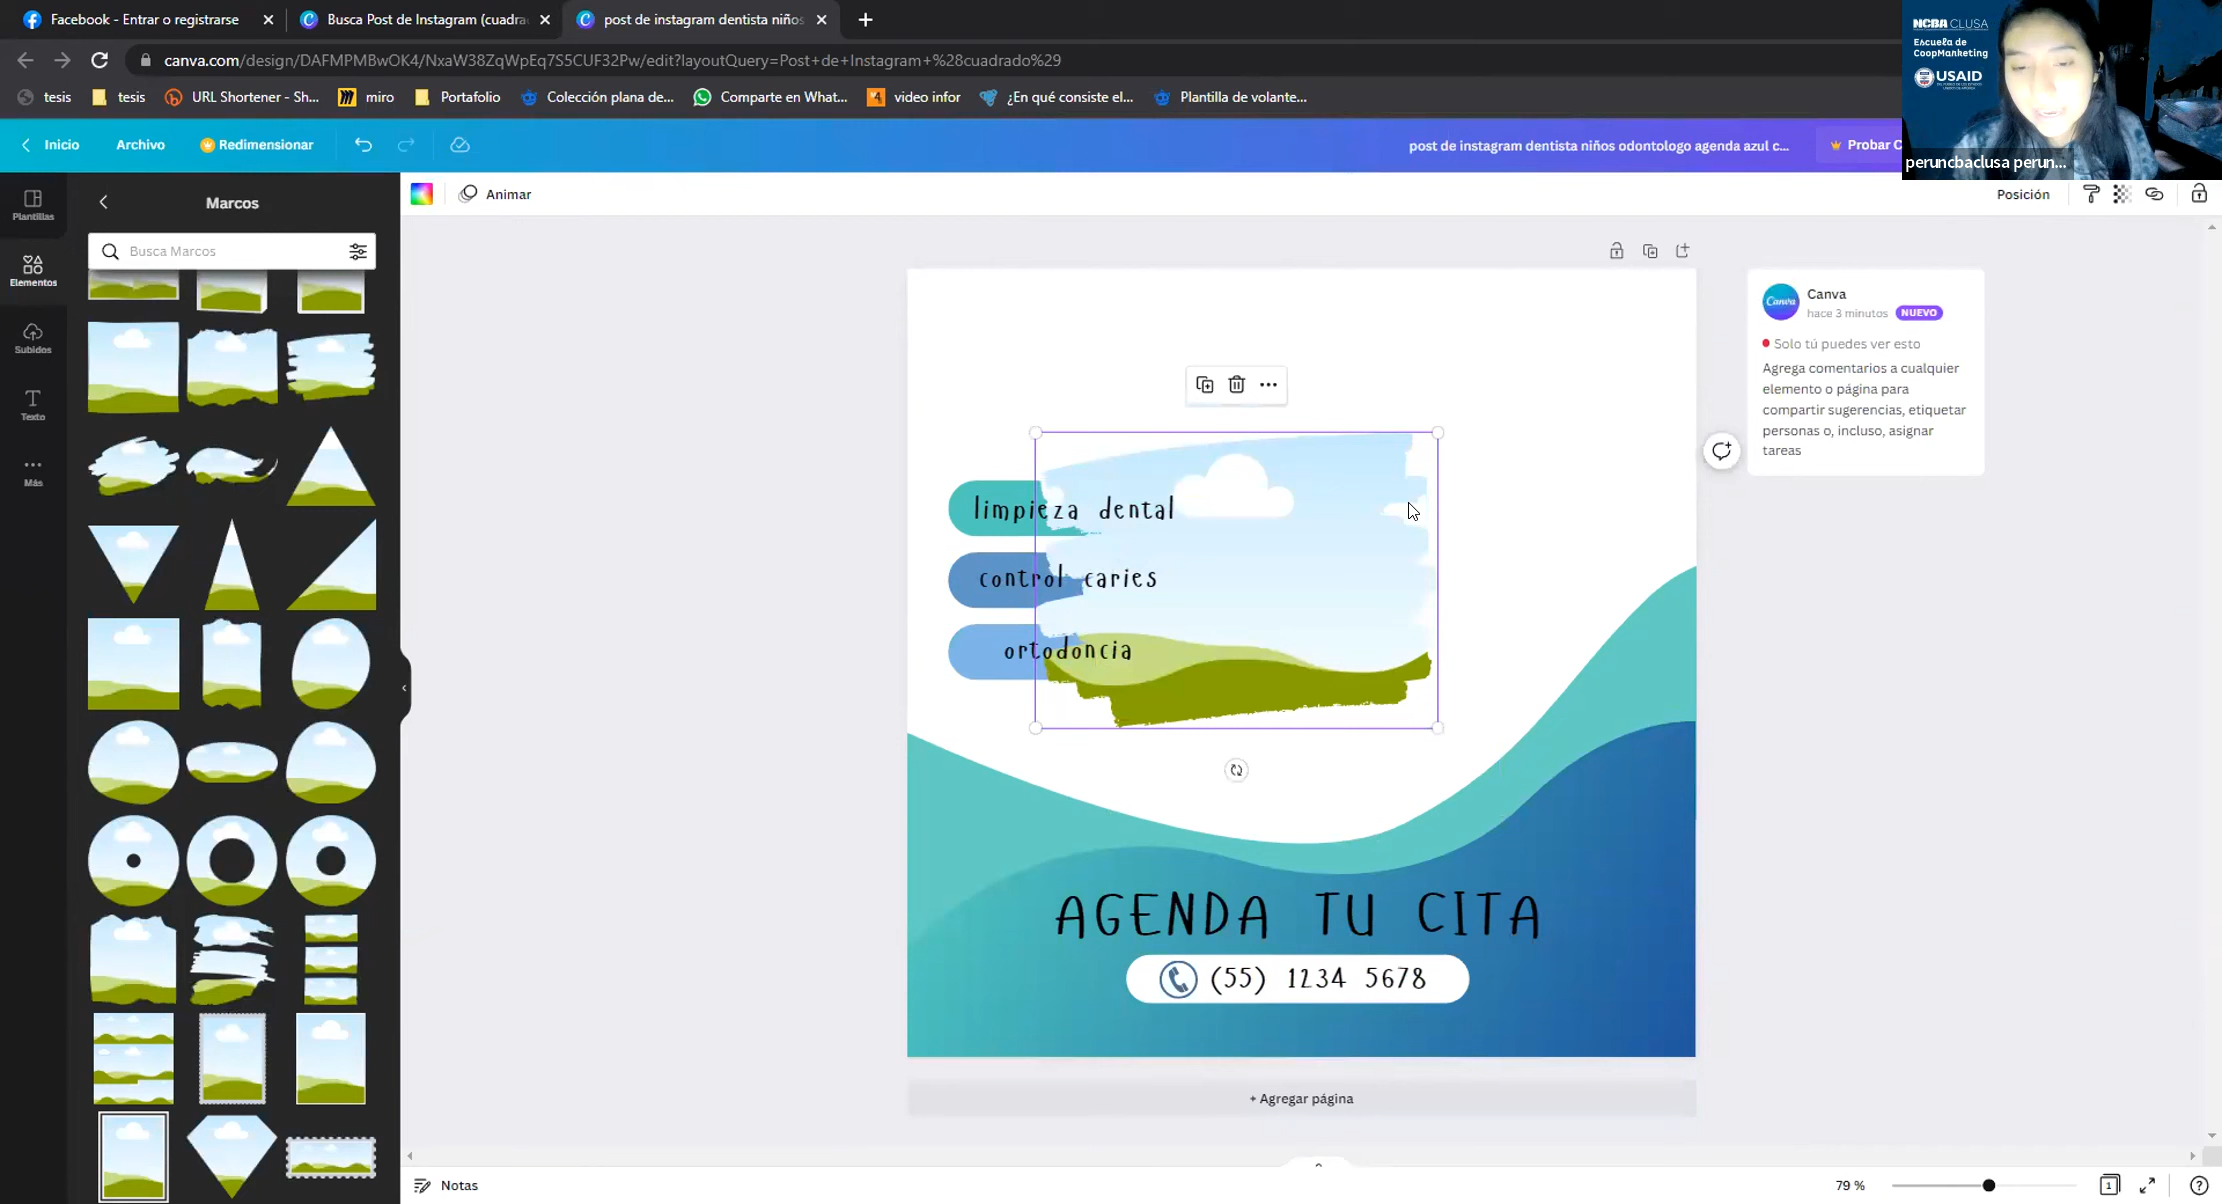 Facebook - Entrar o registrarse
Busca Post de Instagram (cuadra
post de instagram dentista niños
canva.com/design/DAFMPMBwOK4/NxaW38ZqWpEq7S5CUF32Pw/edit?layoutQuery=Post+de+Instagram+%28cuadrado%29
tesis
tesis
URL Shortener - Sh...
miro
Portafolio
Colección plana de...
Comparte en What...
video infor
¿En qué consiste el...
Plantilla de volante...
NCBA CLUSA
Escuela de
CoopMarketing
USAID
peruncbaclusa perun...
Inicio
Archivo
Redimensionar
post de instagram dentista niños odontologo agenda azul c...
Probar C
Plantillas
Elementos
Subidos
Texto
Más
Marcos
Busca Marcos
Animar
Posición
limpieza dental
control caries
ortodoncia
AGENDA TU CITA
(55) 1234 5678
Canva
Canva
hace 3 minutos NUEVO
Solo tú puedes ver esto
Agrega comentarios a cualquier
elemento o página para
compartir sugerencias, etiquetar
personas o, incluso, asignar
tareas
+ Agregar página
Notas
79 %
1